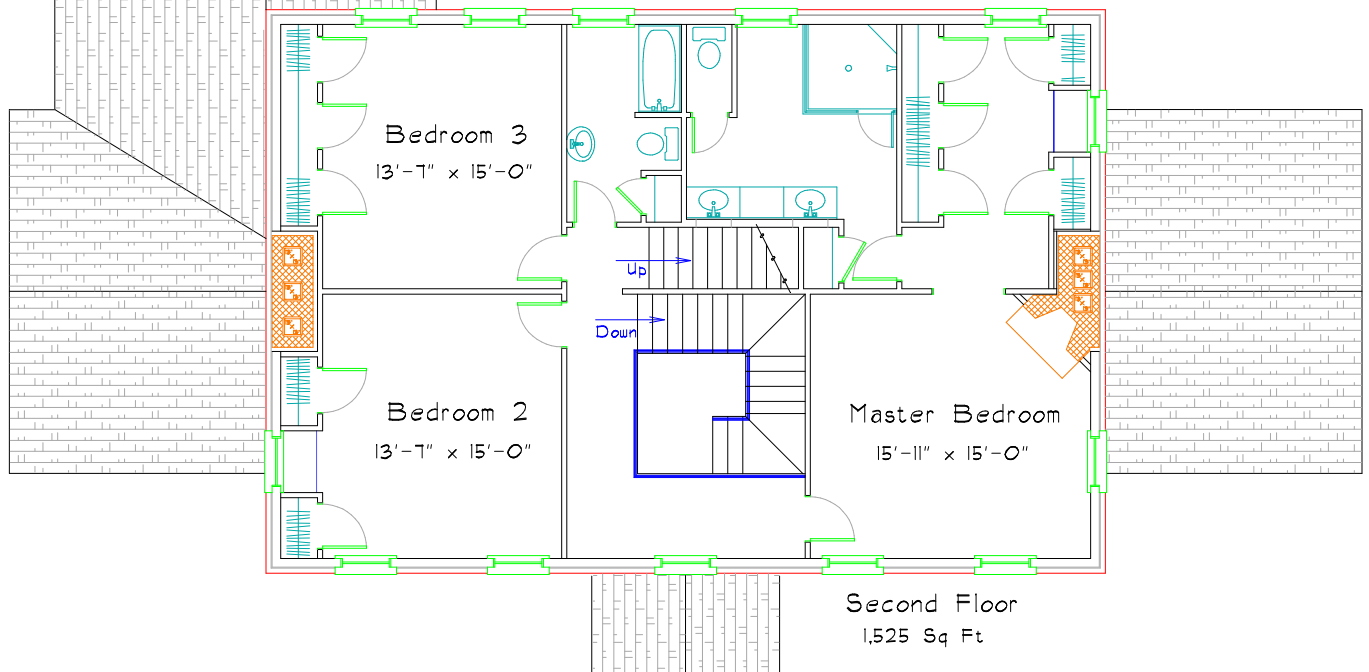 Bedroom 3
13'-7" x 15'-0"
Up
Down
Bedroom 2
13'-7" x 15'-0"
Master Bedroom
15'-11" x 15'-0"
Second Floor
1,525 Sq Ft